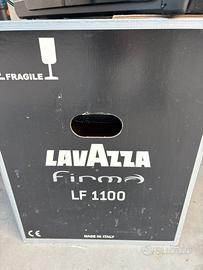 FRAGILE
LAVAZZA
Firma
LF 1100
CE
MADE IN ITALY